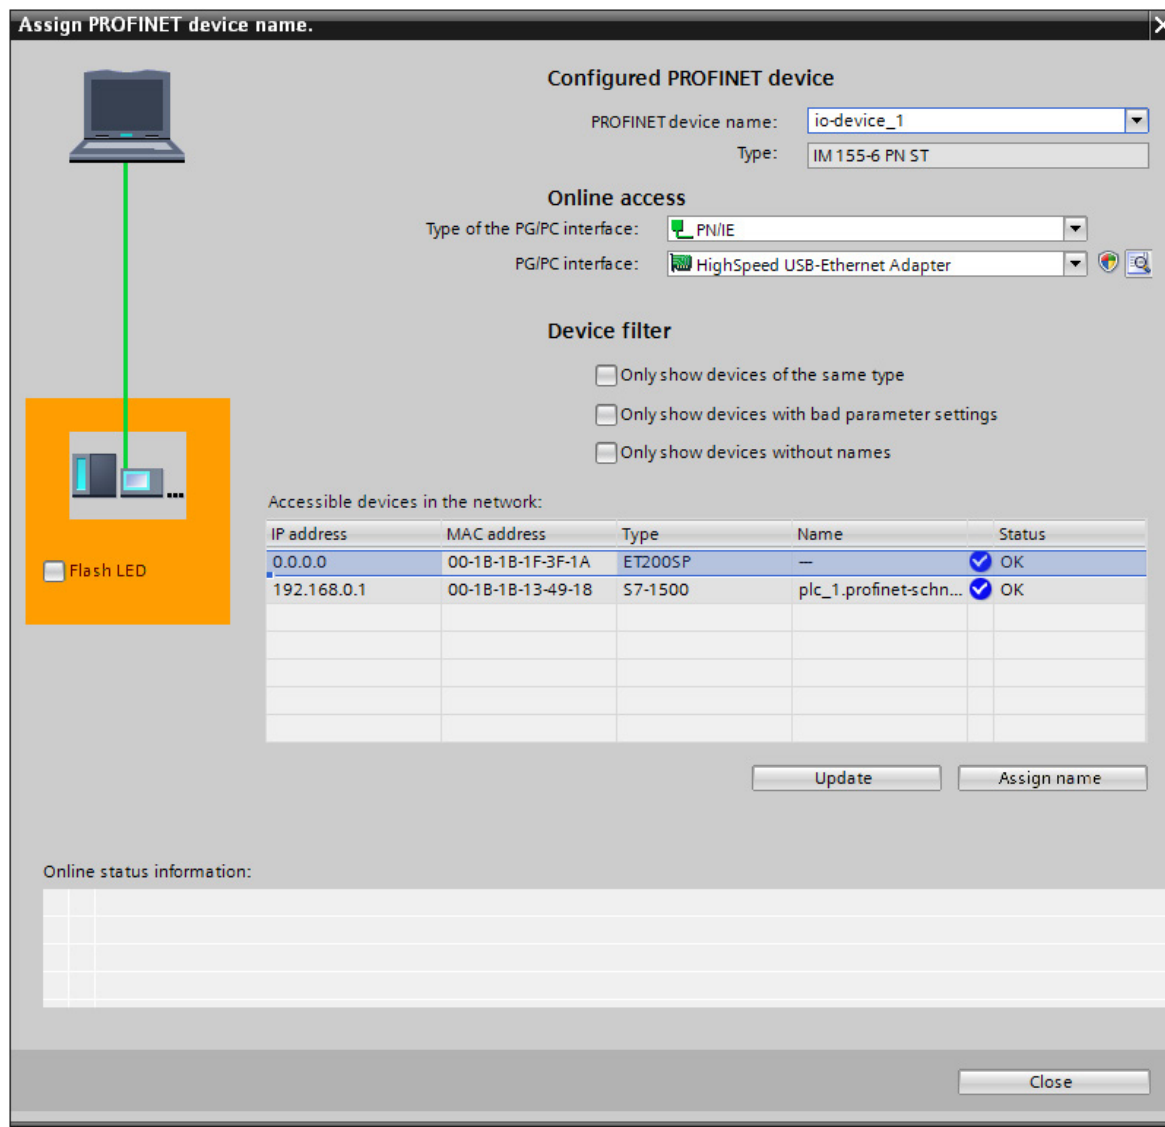 Assign PROFINET device name.
Configured PROFINET device
PROFINET device name: io-device_1
Type: IM 155-6 PN ST
Online access
Type of the PG/PC interface: PN/IE
PG/PC interface: HighSpeed USB-Ethernet Adapter
Device filter
Only show devices of the same type
Only show devices with bad parameter settings
Only show devices without names
...
Flash LED
Accessible devices in the network:
IP address MAC address Type Name Status
0.0.0.0 00-1B-1B-1F-3F-1A ET200SP — OK
192.168.0.1 00-1B-1B-13-49-18 S7-1500 plc_1.profinet-schn... OK
Update Assign name
Online status information:
Close